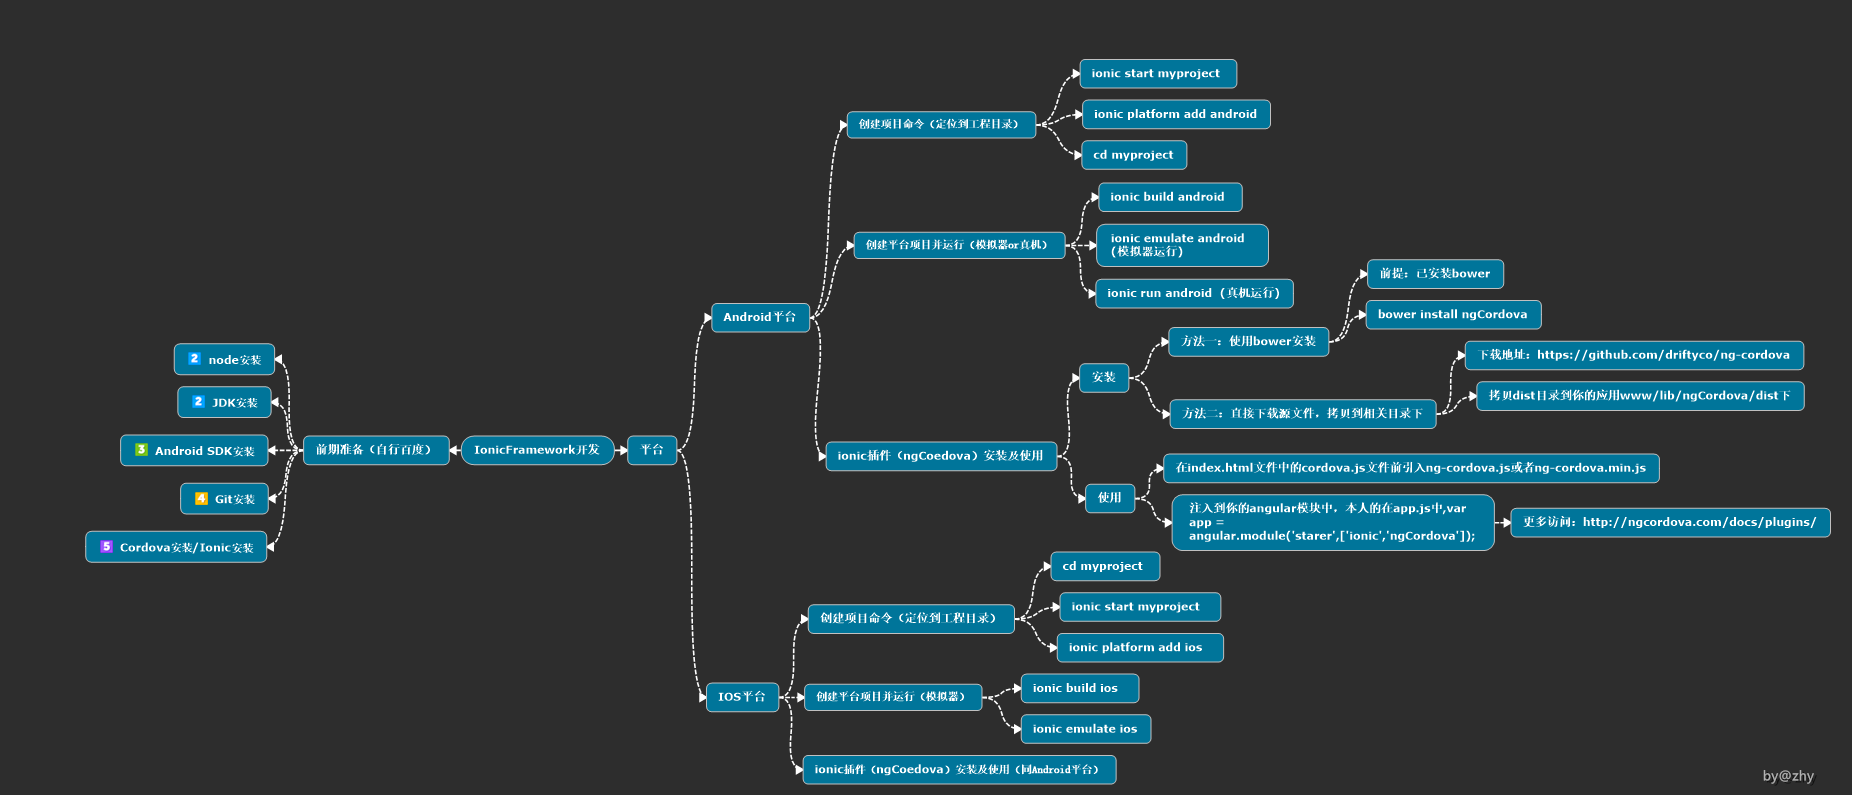 IonicFramework开发
前期准备（自行百度）
2 node安装
2 JDK安装
3 Android SDK安装
4 Git安装
5 Cordova安装/Ionic安装
平台
Android平台
创建项目命令（定位到工程目录）
ionic start myproject
ionic platform add android
cd myproject
创建平台项目并运行（模拟器or真机）
ionic build android
ionic emulate android
(模拟器运行)
ionic run android（真机运行)
ionic插件（ngCoedova）安装及使用
安装
方法一：使用bower安装
前提：已安装bower
bower install ngCordova
方法二：直接下载源文件，拷贝到相关目录下
下载地址：https://github.com/driftyco/ng-cordova
拷贝dist目录到你的应用www/lib/ngCordova/dist下
使用
在index.html文件中的cordova.js文件前引入ng-cordova.js或者ng-cordova.min.js
注入到你的angular模块中，本人的在app.js中,var
app =
angular.module('starer',['ionic','ngCordova']);
更多访问：http://ngcordova.com/docs/plugins/
IOS平台
创建项目命令（定位到工程目录）
cd myproject
ionic start myproject
ionic platform add ios
创建平台项目并运行（模拟器）
ionic build ios
ionic emulate ios
ionic插件（ngCoedova）安装及使用（同Android平台）
by@zhy